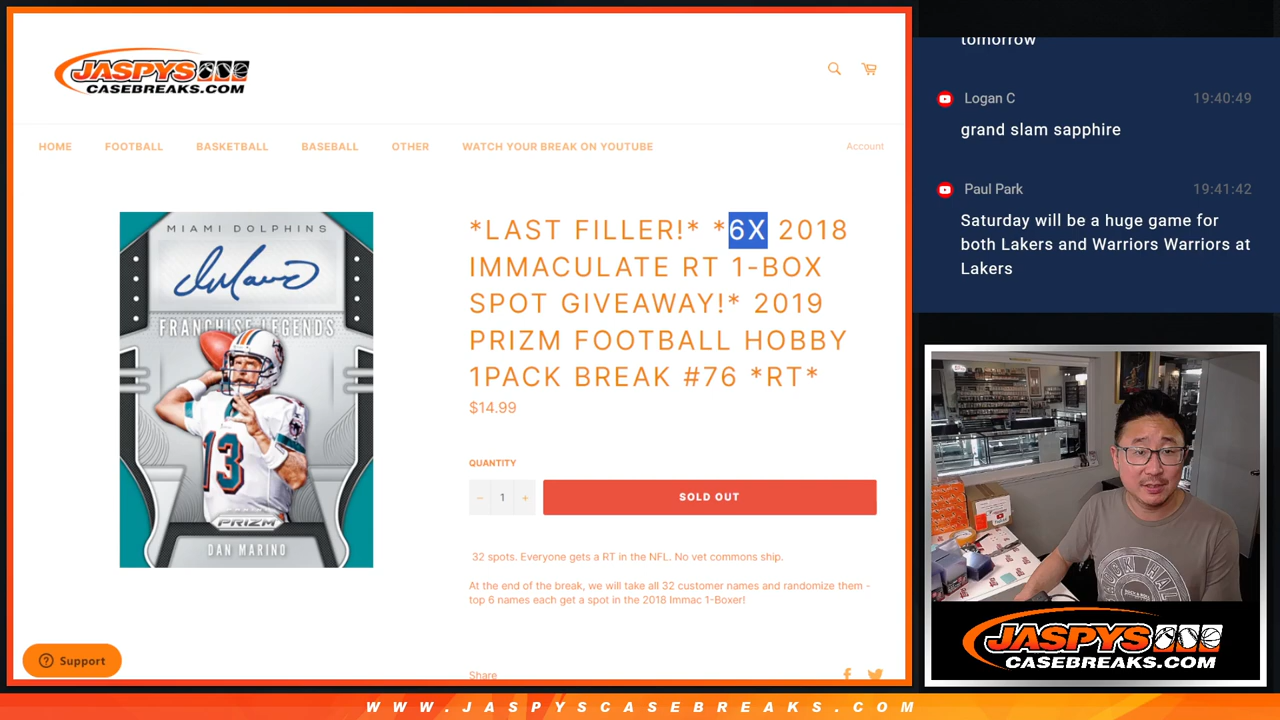 JASPYS
CASEBREAKS.COM
HOME FOOTBALL BASKETBALL BASEBALL OTHER WATCH YOUR BREAK ON YOUTUBE Account
MIAMI DOLPHINS
FRANCHISE LEGENDS
13
PRIZM
DAN MARINO
*LAST FILLER!* *6X 2018
IMMACULATE RT 1-BOX
SPOT GIVEAWAY!* 2019
PRIZM FOOTBALL HOBBY
1PACK BREAK #76 *RT*
$14.99
QUANTITY
− 1 + SOLD OUT
32 spots. Everyone gets a RT in the NFL. No vet commons ship.
At the end of the break, we will take all 32 customer names and randomize them -
top 6 names each get a spot in the 2018 Immac 1-Boxer!
Share
Support
tomorrow
Logan C 19:40:49
grand slam sapphire
Paul Park 19:41:42
Saturday will be a huge game for
both Lakers and Warriors Warriors at
Lakers
JASPYS
CASEBREAKS.COM
WWW.JASPYSCASEBREAKS.COM